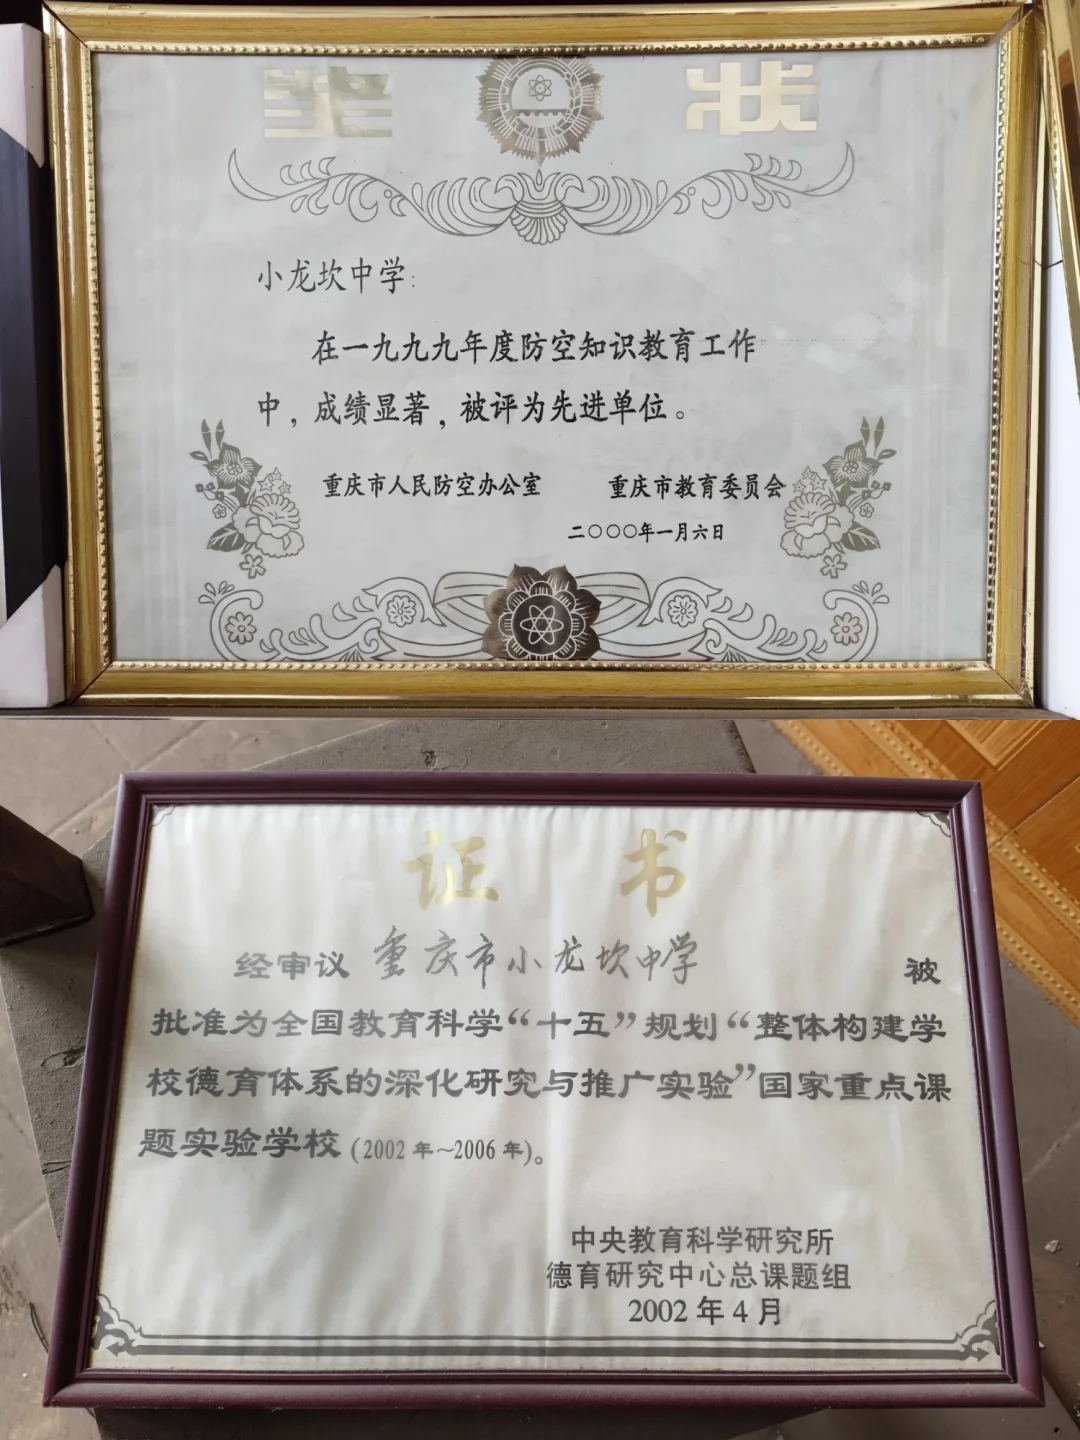 奖 状
小龙坎中学:
在一九九九年度防空知识教育工作
中，成绩显著，被评为先进单位。
重庆市人民防空办公室 重庆市教育委员会
二〇〇〇年一月六日
证 书
经审议 重庆市小龙坎中学 被
批准为全国教育科学“十五”规划“整体构建学
校德育体系的深化研究与推广实验”国家重点课
题实验学校(2002年~2006年)。
中央教育科学研究所
德育研究中心总课题组
2002年4月